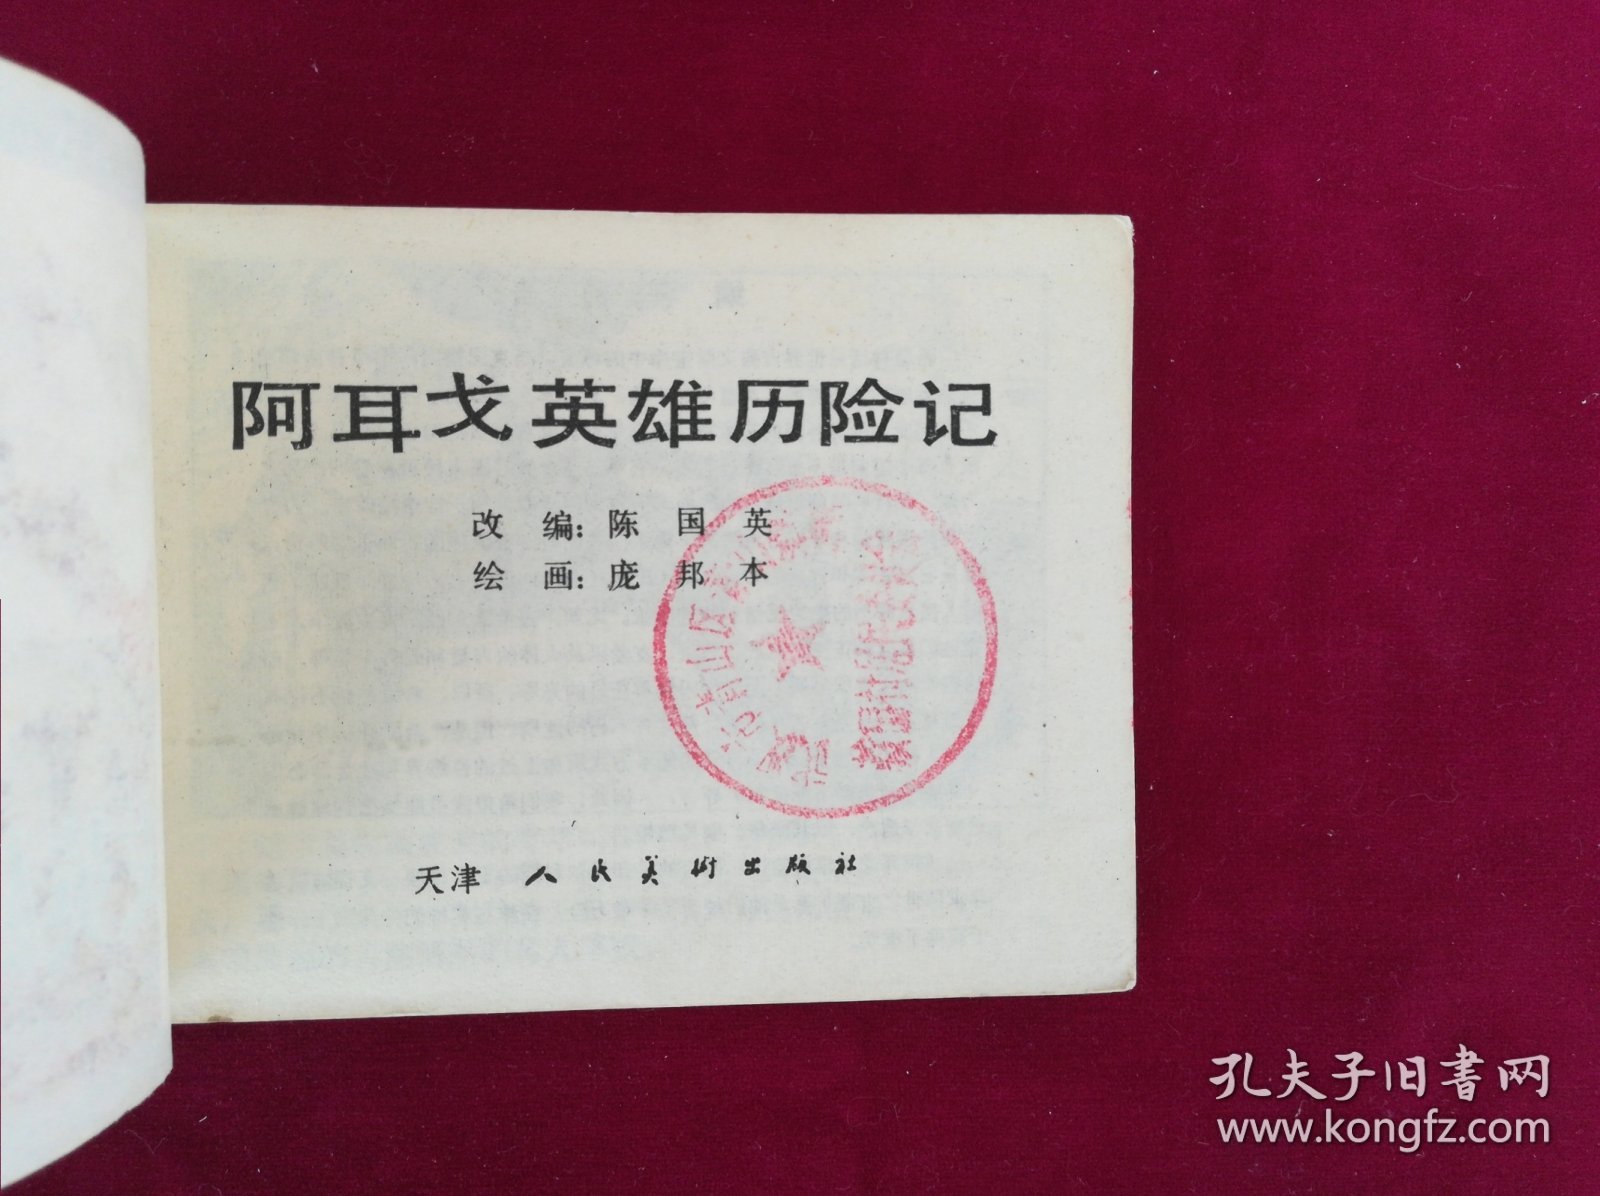 阿耳戈英雄历险记
改 编：陈 国 英
绘 画：庞 邦 本
天津 人民美術出版社
孔夫子旧書网
www.kongfz.com